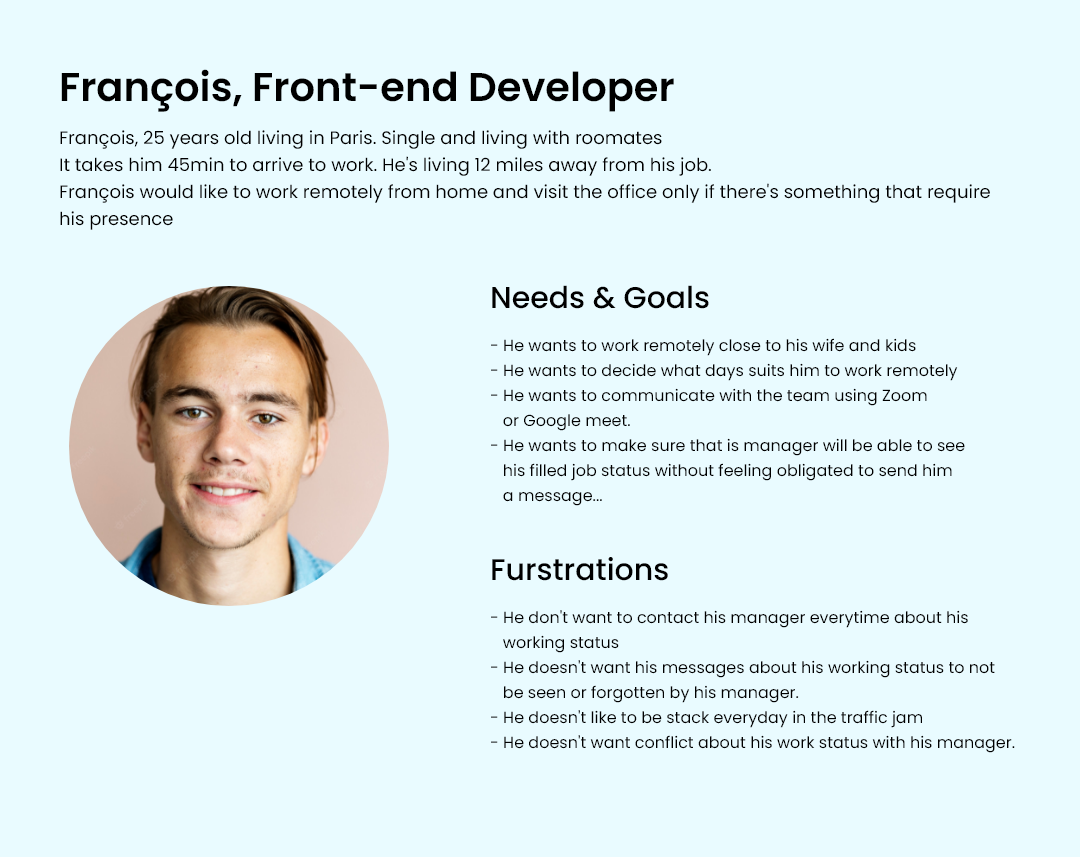 François, Front-end Developer
François, 25 years old living in Paris. Single and living with roomates
It takes him 45min to arrive to work. He's living 12 miles away from his job.
François would like to work remotely from home and visit the office only if there's something that require
his presence
Needs & Goals
- He wants to work remotely close to his wife and kids
- He wants to decide what days suits him to work remotely
- He wants to communicate with the team using Zoom
or Google meet.
- He wants to make sure that is manager will be able to see
his filled job status without feeling obligated to send him
a message...
Furstrations
- He don't want to contact his manager everytime about his
working status
- He doesn't want his messages about his working status to not
be seen or forgotten by his manager.
- He doesn't like to be stack everyday in the traffic jam
- He doesn't want conflict about his work status with his manager.